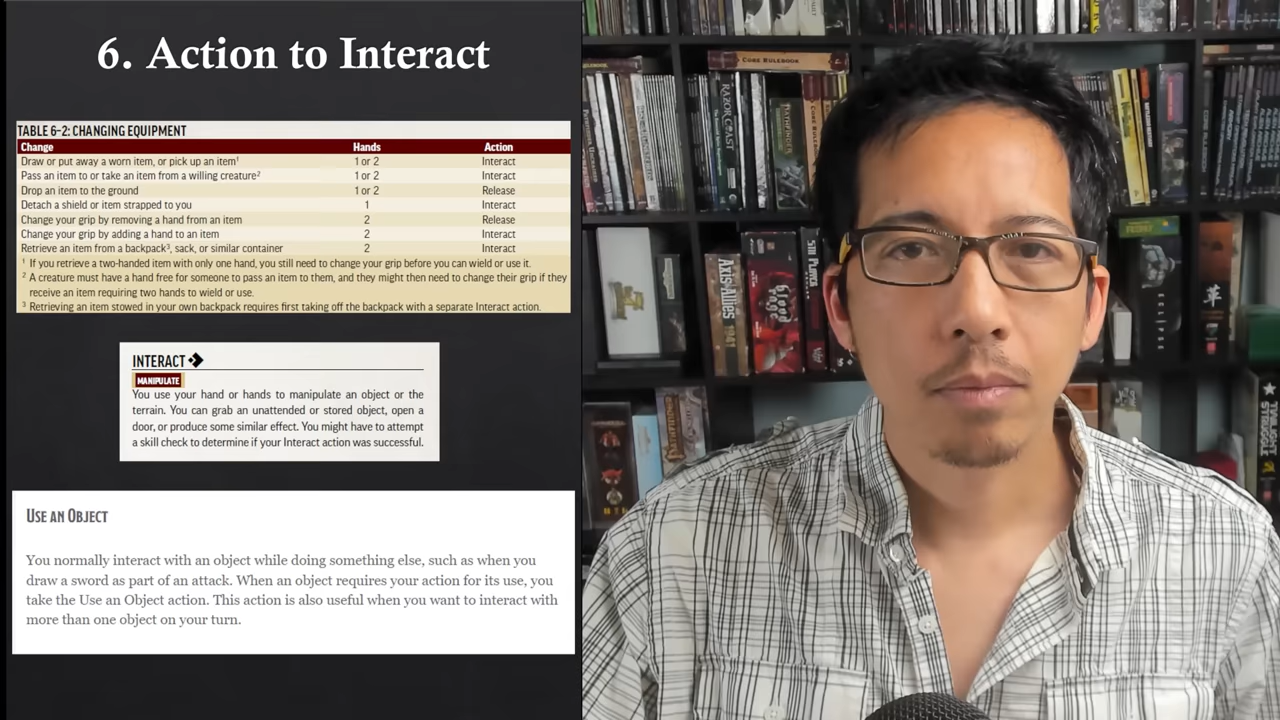 6. Action to Interact
TABLE 6-2: CHANGING EQUIPMENT
Change Hands Action
Draw or put away a worn item, or pick up an item¹ 1 or 2 Interact
Pass an item to or take an item from a willing creature² 1 or 2 Interact
Drop an item to the ground 1 or 2 Release
Detach a shield or item strapped to you 1 Interact
Change your grip by removing a hand from an item 2 Release
Change your grip by adding a hand to an item 2 Interact
Retrieve an item from a backpack³, sack, or similar container 2 Interact
¹ If you retrieve a two-handed item with only one hand, you still need to change your grip before you can wield or use it.
² A creature must have a hand free for someone to pass an item to them, and they might then need to change their grip if they
receive an item requiring two hands to wield or use.
³ Retrieving an item stowed in your own backpack requires first taking off the backpack with a separate Interact action.
INTERACT
MANIPULATE
You use your hand or hands to manipulate an object or the
terrain. You can grab an unattended or stored object, open a
door, or produce some similar effect. You might have to attempt
a skill check to determine if your Interact action was successful.
USE AN OBJECT
You normally interact with an object while doing something else, such as when you
draw a sword as part of an attack. When an object requires your action for its use, you
take the Use an Object action. This action is also useful when you want to interact with
more than one object on your turn.
CORE RULEBOOK
RAZOR COAST
PATHFINDER
Axis & Allies 1941
blood rage
革